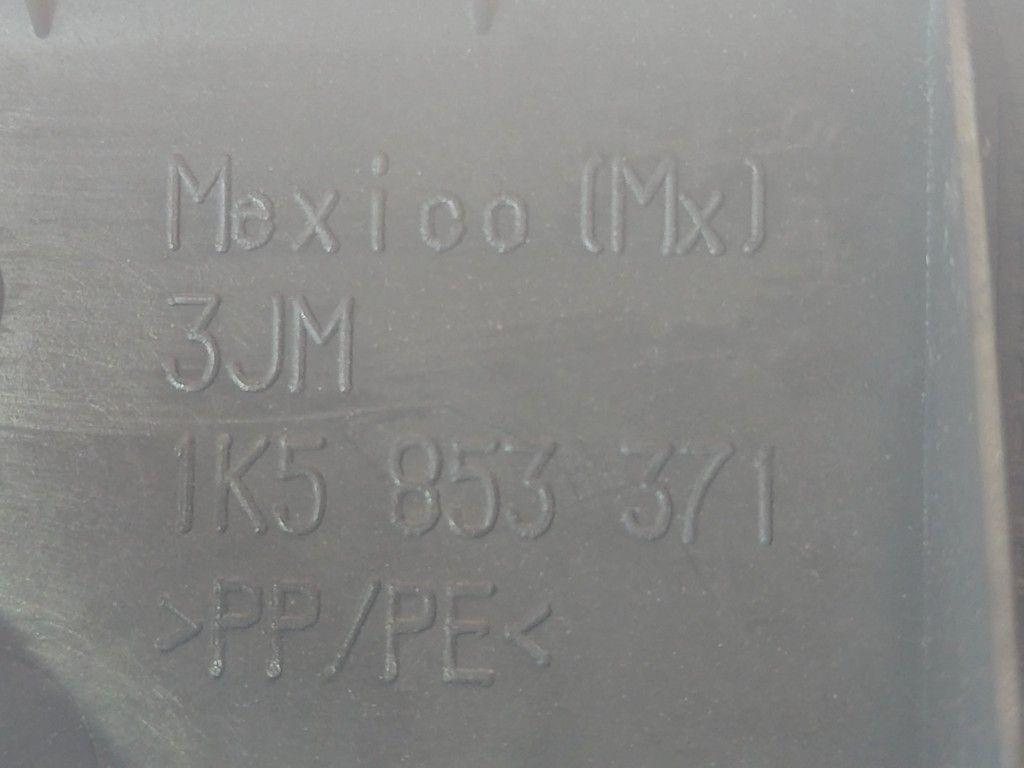 Mexico (Mx)
3JM
1K5 853 371
>PP/PE<